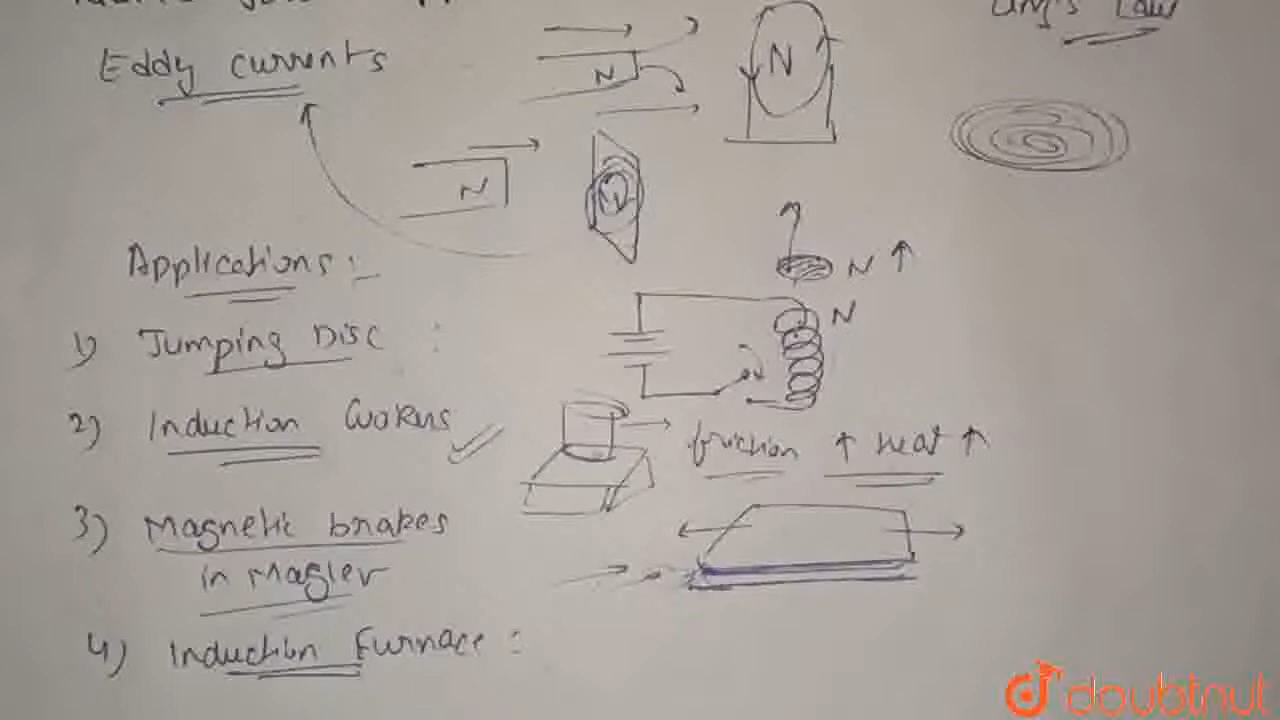 Law
Eddy currents
N
N
N
Applications:
N ↑
N
1) Jumping Disc :
2) Induction Cookers
friction ↑ heat ↑
3) Magnetic brakes
in Maglev
4) Induction Furnace :
doubtnut